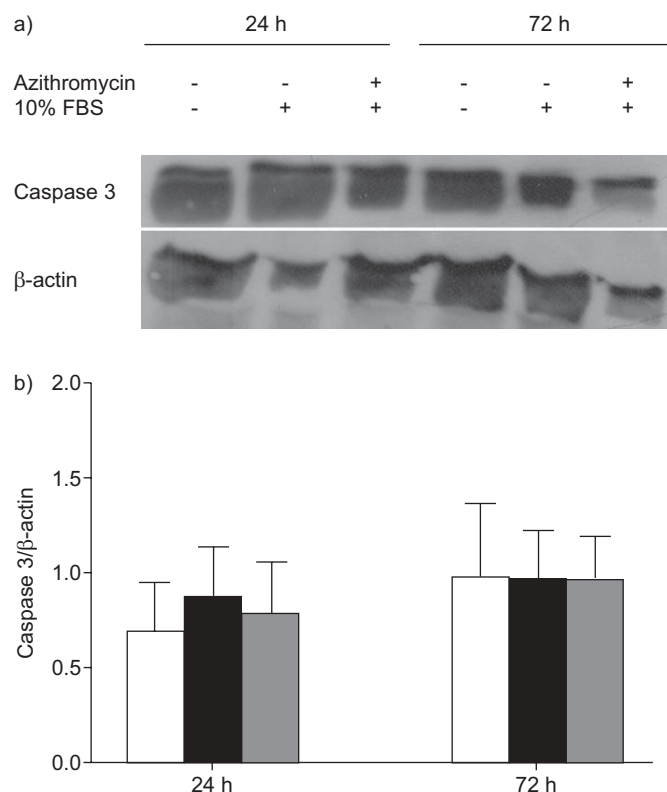 a)
24 h 72 h
Azithromycin - - + - - +
10% FBS - + + - + +
Caspase 3
β-actin
b)
2.0
1.5
1.0
0.5
0.0
Caspase 3/β-actin
24 h 72 h